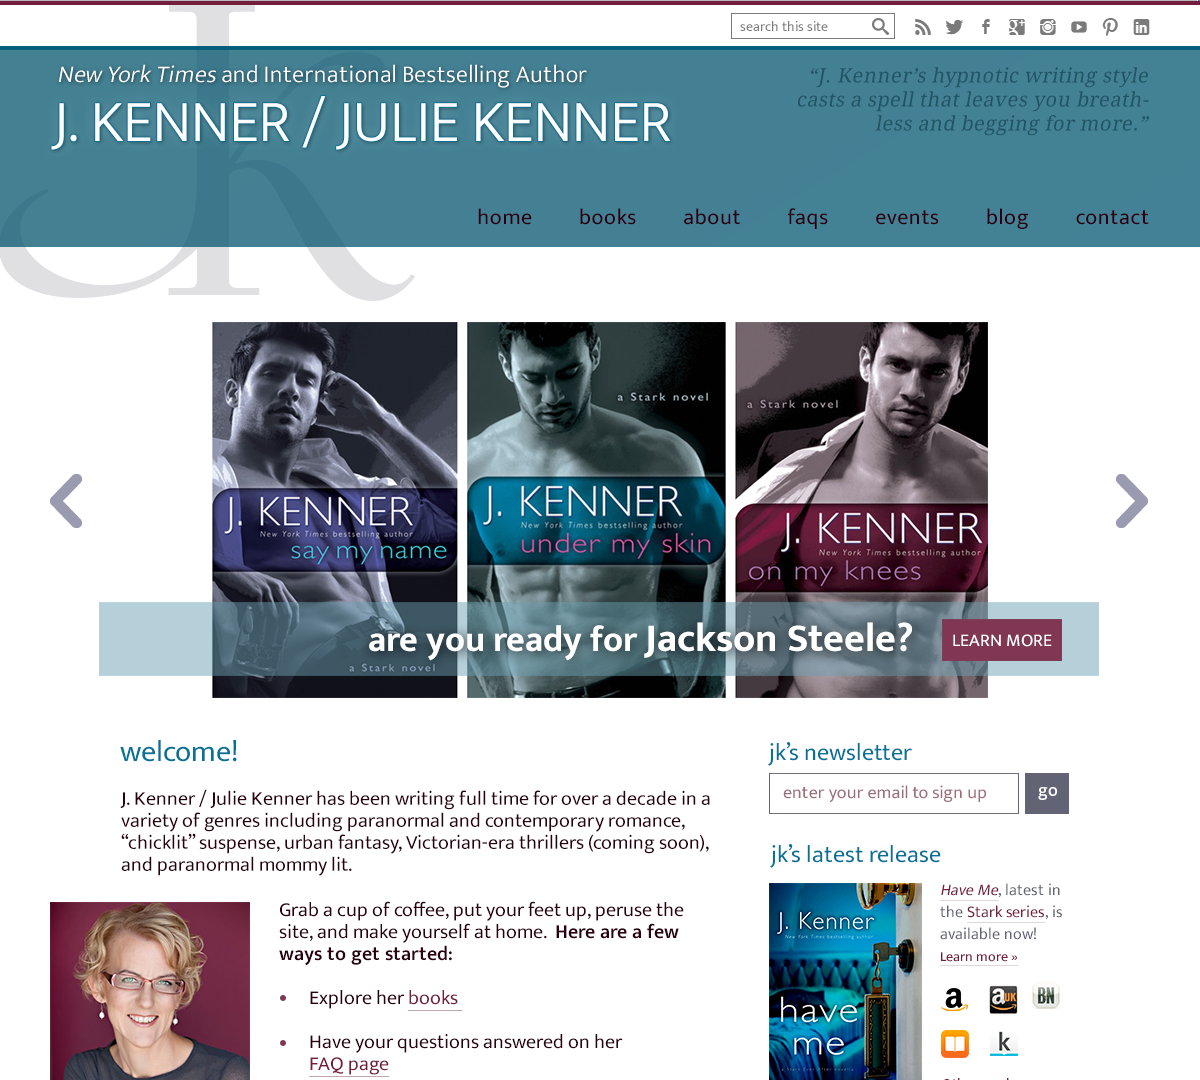 jk
search this site
New York Times and International Bestselling Author
J. KENNER / JULIE KENNER
“J. Kenner’s hypnotic writing style
casts a spell that leaves you breath-
less and begging for more.”
home books about faqs events blog contact
J. KENNER
New York Times bestselling author
say my name
a Stark novel
a Stark novel
J. KENNER
New York Times bestselling author
under my skin
a Stark novel
J. KENNER
New York Times bestselling author
on my knees
are you ready for Jackson Steele?
LEARN MORE
welcome!
J. Kenner / Julie Kenner has been writing full time for over a decade in a
variety of genres including paranormal and contemporary romance,
“chicklit” suspense, urban fantasy, Victorian-era thrillers (coming soon),
and paranormal mommy lit.
Grab a cup of coffee, put your feet up, peruse the
site, and make yourself at home. Here are a few
ways to get started:
• Explore her books
• Have your questions answered on her
FAQ page
jk’s newsletter
enter your email to sign up
go
jk’s latest release
J. Kenner
New York Times bestselling author
have
me
a Stark Ever After Novella
Have Me, latest in
the Stark series, is
available now!
Learn more »
a
a UK
BN
k